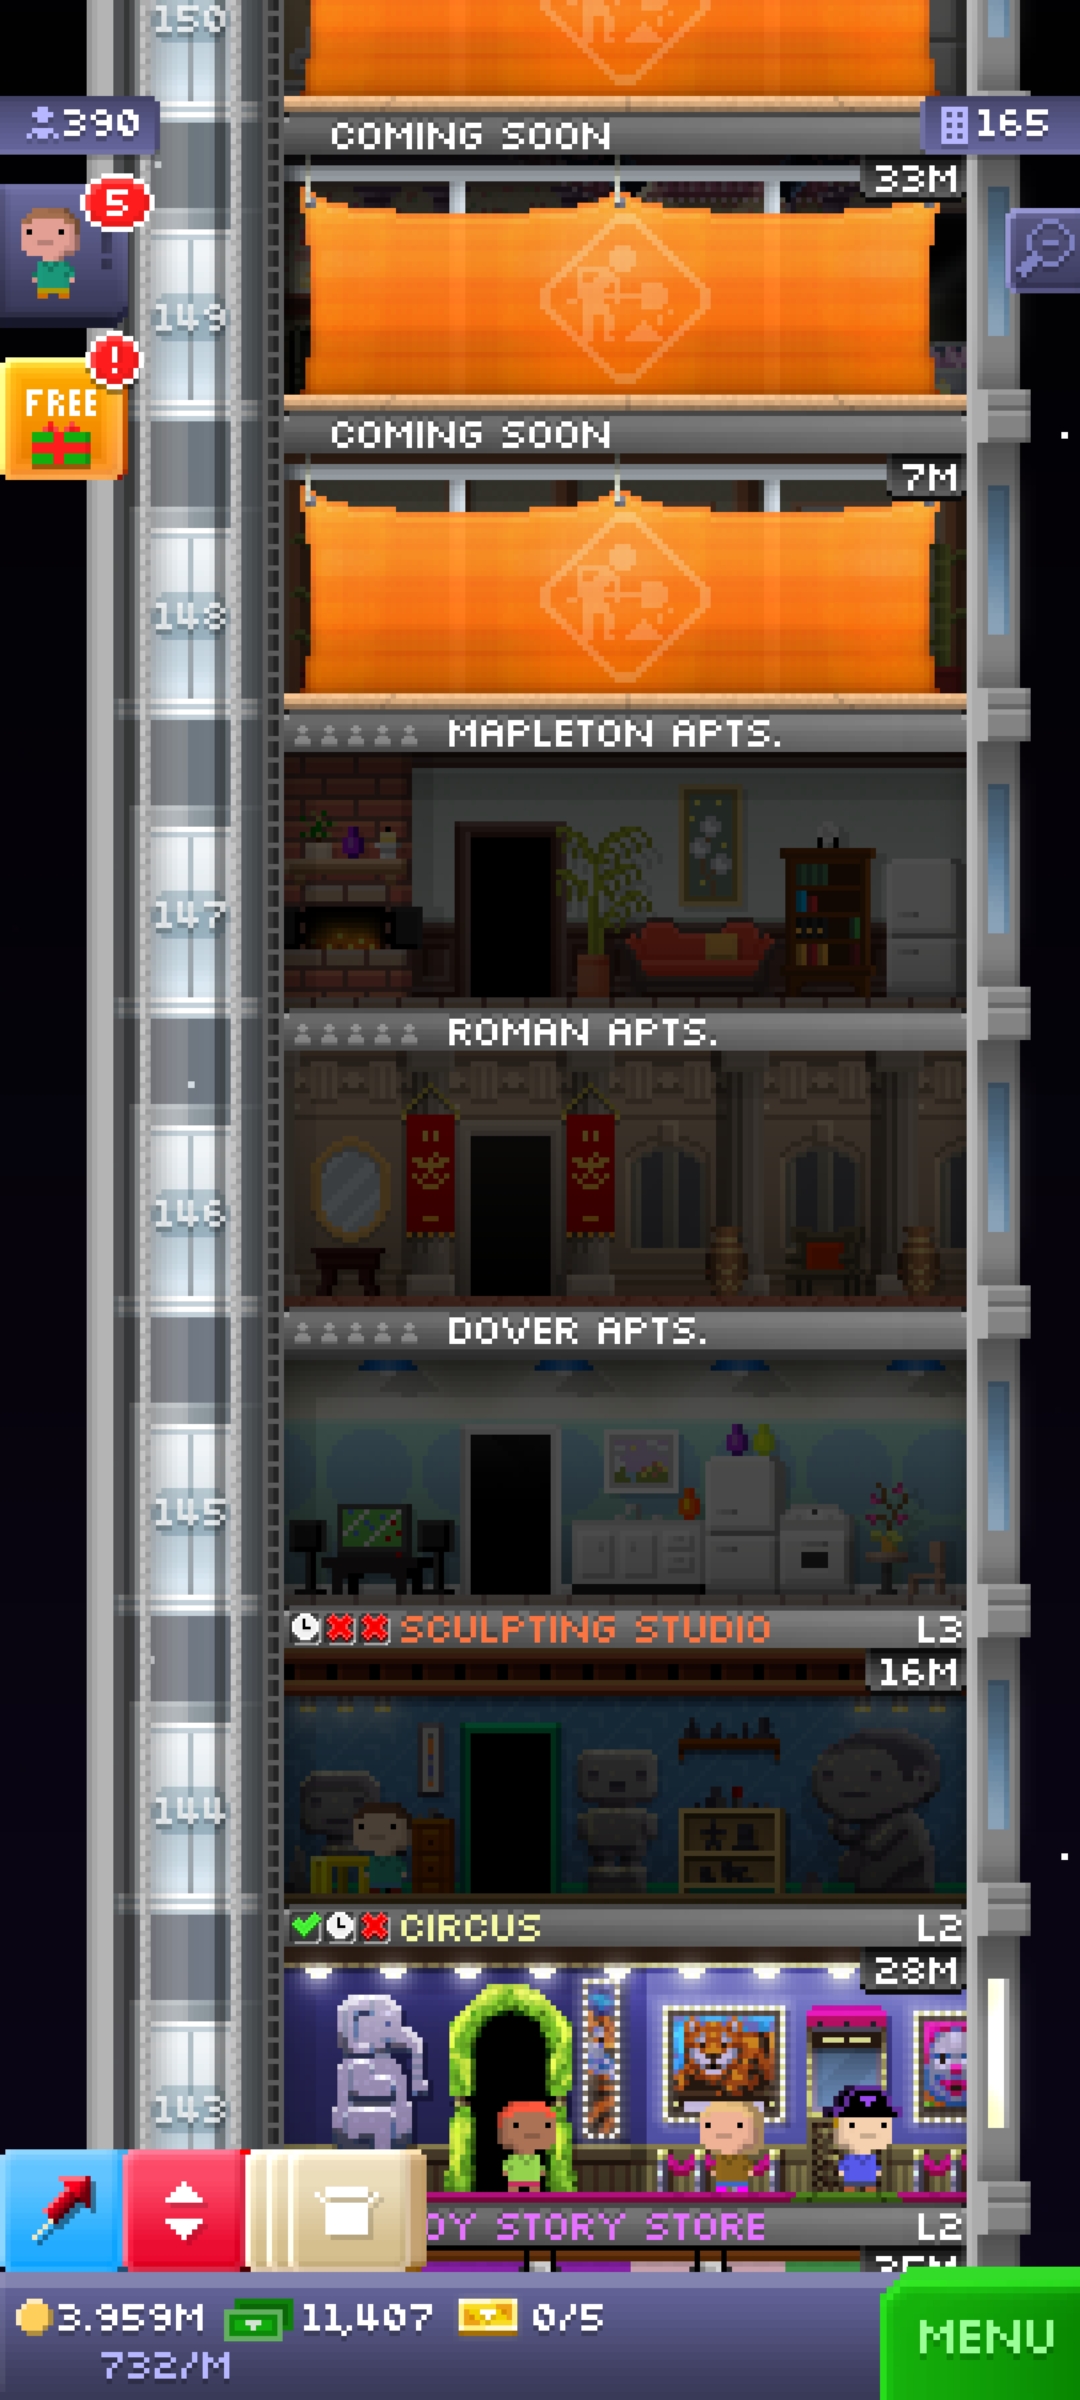 150
390
COMING SOON
165
33M
5
149
!
FREE
COMING SOON
7M
148
MAPLETON APTS.
147
ROMAN APTS.
146
DOVER APTS.
145
SCULPTING STUDIO L3
16M
144
CIRCUS L2
28M
143
STORY STORE L2
3.959M 11,407 0/5
732/M
MENU